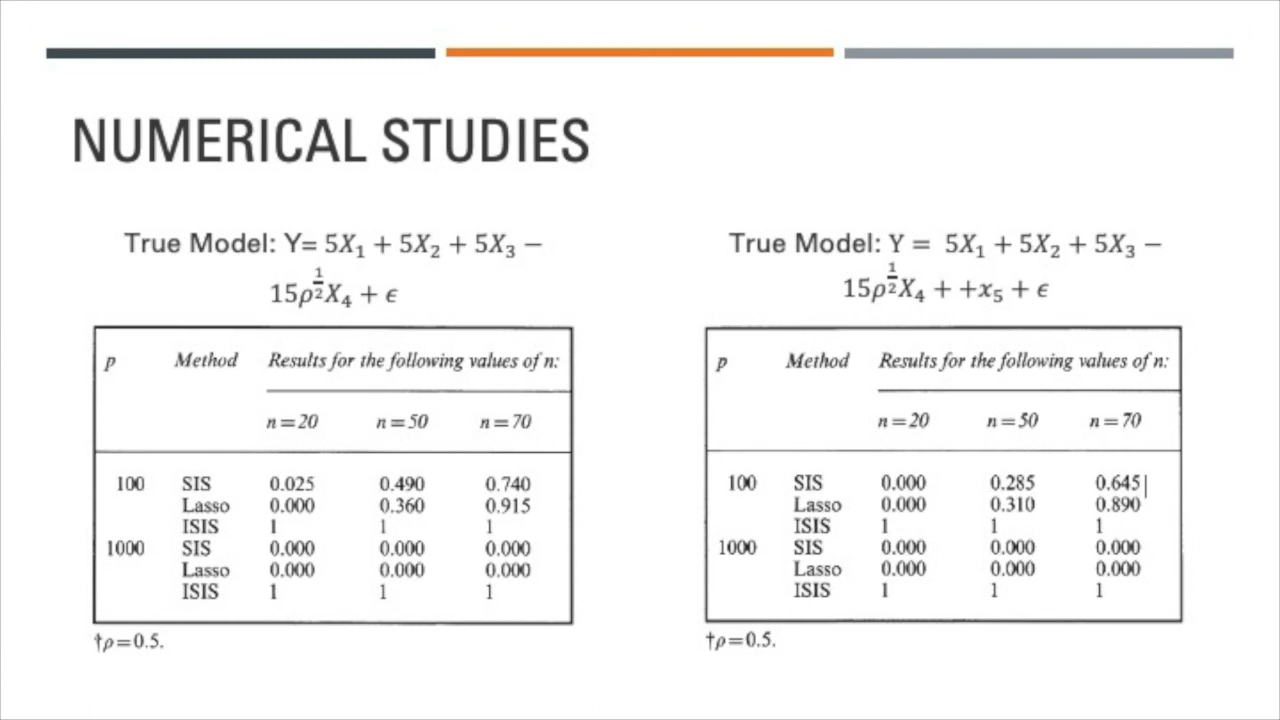 NUMERICAL STUDIES
True Model: Y= 5X₁ + 5X₂ + 5X₃ −
15ρ^{1/2}X₄ + ϵ
p Method Results for the following values of n:
n=20 n=50 n=70
100 SIS 0.025 0.490 0.740
Lasso 0.000 0.360 0.915
ISIS 1 1 1
1000 SIS 0.000 0.000 0.000
Lasso 0.000 0.000 0.000
ISIS 1 1 1
†ρ=0.5.
True Model: Y = 5X₁ + 5X₂ + 5X₃ −
15ρ^{1/2}X₄ + +x₅ + ϵ
p Method Results for the following values of n:
n=20 n=50 n=70
100 SIS 0.000 0.285 0.645
Lasso 0.000 0.310 0.890
ISIS 1 1 1
1000 SIS 0.000 0.000 0.000
Lasso 0.000 0.000 0.000
ISIS 1 1 1
†ρ=0.5.